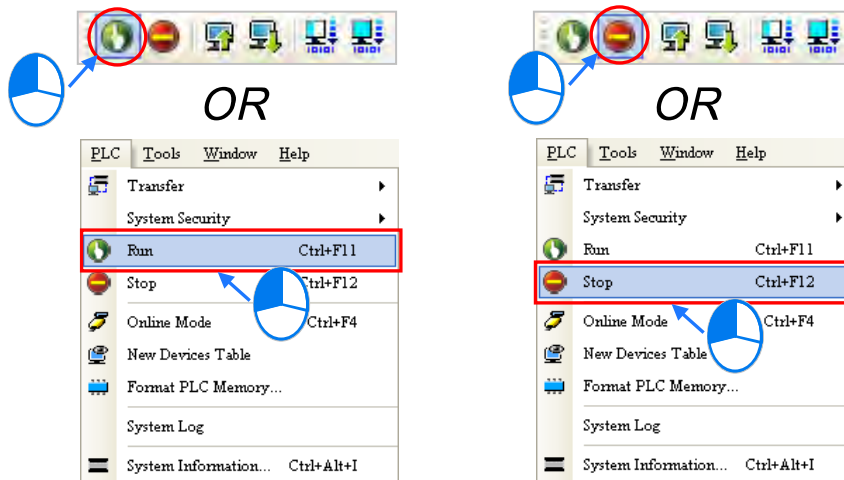 OR
PLC Tools Window Help
Transfer
System Security
Run Ctrl+F11
Stop Ctrl+F12
Online Mode Ctrl+F4
New Devices Table
Format PLC Memory...
System Log
System Information... Ctrl+Alt+I
OR
PLC Tools Window Help
Transfer
System Security
Run Ctrl+F11
Stop Ctrl+F12
Online Mode Ctrl+F4
New Devices Table
Format PLC Memory...
System Log
System Information... Ctrl+Alt+I